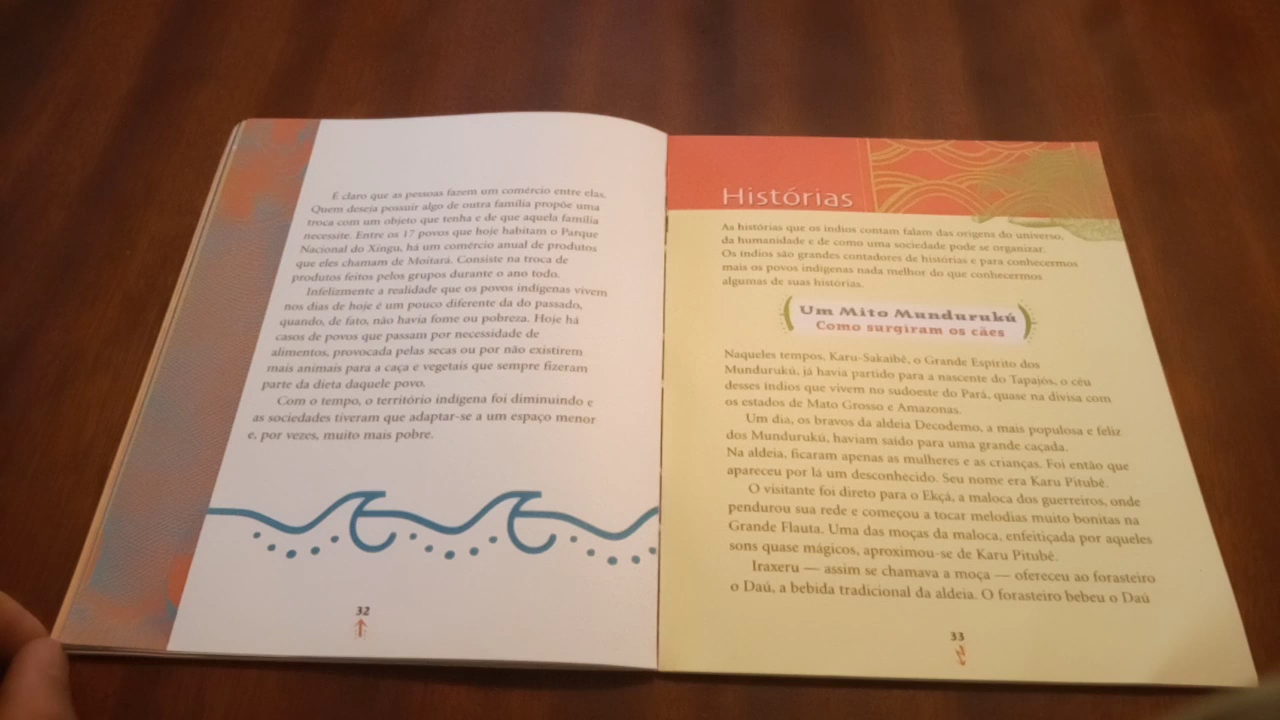 É claro que as pessoas fazem um comércio entre elas.
Quem deseja possuir algo de outra família propõe uma
troca com um objeto que tenha e de que aquela família
necessite. Entre os 17 povos que hoje habitam o Parque
Nacional do Xingu, há um comércio anual de produtos
que eles chamam de Moitará. Consiste na troca de
produtos feitos pelos grupos durante o ano todo.
Infelizmente a realidade que os povos indígenas vivem
nos dias de hoje é um pouco diferente da do passado,
quando, de fato, não havia fome ou pobreza. Hoje há
casos de povos que passam por necessidade de
alimentos, provocada pelas secas ou por não existirem
mais animais para a caça e vegetais que sempre fizeram
parte da dieta daquele povo.
Com o tempo, o território indígena foi diminuindo e
as sociedades tiveram que adaptar-se a um espaço menor
e, por vezes, muito mais pobre.
32
Histórias
As histórias que os índios contam falam das origens do universo,
da humanidade e de como uma sociedade pode se organizar.
Os índios são grandes contadores de histórias e para conhecermos
mais os povos indígenas nada melhor do que conhecermos
algumas de suas histórias.
Um Mito Mundurukú
Como surgiram os cães
Naqueles tempos, Karu-Sakaibê, o Grande Espírito dos
Mundurukú, já havia partido para a nascente do Tapajós, o céu
desses índios que vivem no sudoeste do Pará, quase na divisa com
os estados de Mato Grosso e Amazonas.
Um dia, os bravos da aldeia Decodemo, a mais populosa e feliz
dos Mundurukú, haviam saído para uma grande caçada.
Na aldeia, ficaram apenas as mulheres e as crianças. Foi então que
apareceu por lá um desconhecido. Seu nome era Karu Pitubê.
O visitante foi direto para o Ekçá, a maloca dos guerreiros, onde
pendurou sua rede e começou a tocar melodias muito bonitas na
Grande Flauta. Uma das moças da maloca, enfeitiçada por aqueles
sons quase mágicos, aproximou-se de Karu Pitubê.
Iraxeru — assim se chamava a moça — ofereceu ao forasteiro
o Daú, a bebida tradicional da aldeia. O forasteiro bebeu o Daú
33